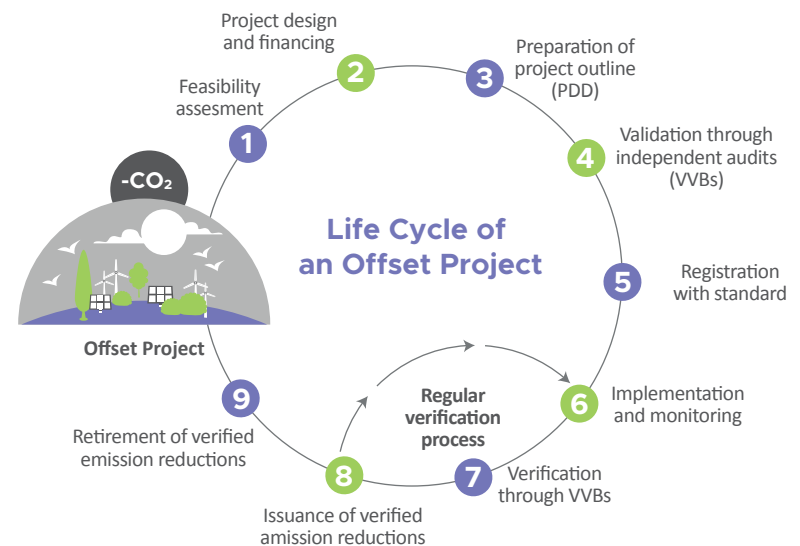 Life Cycle of
an Offset Project
-CO₂
Offset Project
1
Feasibility
assesment
2
Project design
and financing
3
Preparation of
project outline
(PDD)
4
Validation through
independent audits
(VVBs)
5
Registration
with standard
6
Implementation
and monitoring
7
Verification
through VVBs
8
Issuance of verified
amission reductions
9
Retirement of verified
emission reductions
Regular
verification
process